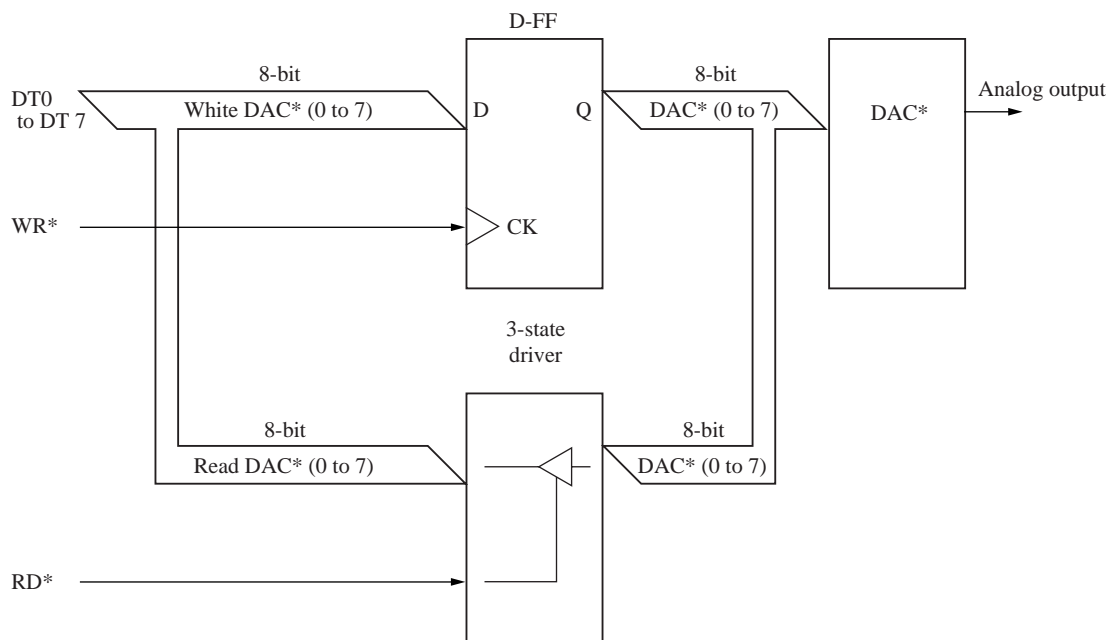 D-FF
8-bit
8-bit
DT0
to DT 7
White DAC* (0 to 7)
D
Q
DAC* (0 to 7)
DAC*
Analog output
WR*
CK
3-state
driver
8-bit
8-bit
Read DAC* (0 to 7)
DAC* (0 to 7)
RD*